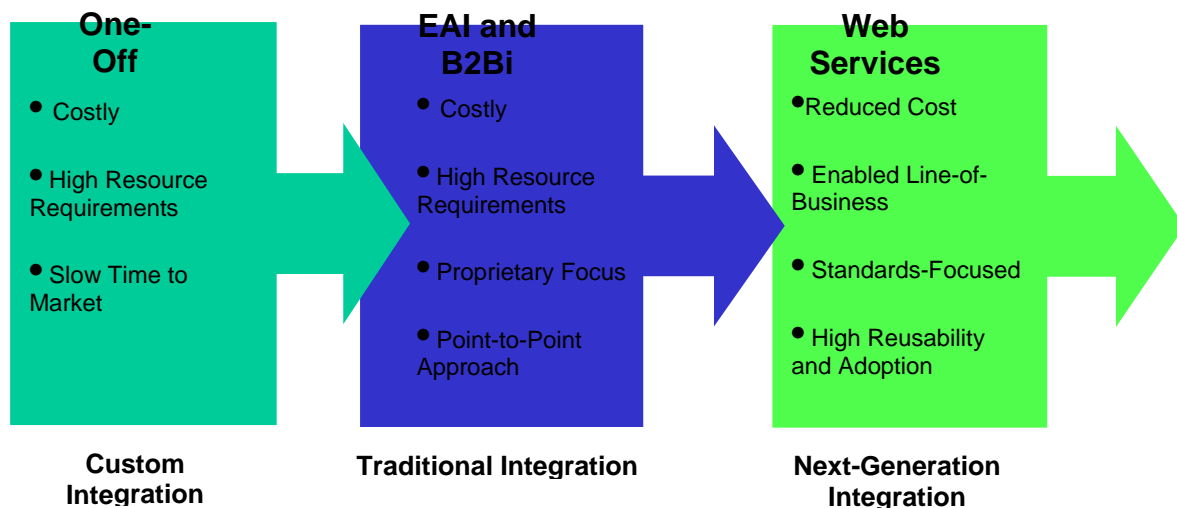 One-
Off
• Costly
• High Resource
Requirements
• Slow Time to
Market
Custom
Integration
EAI and
B2Bi
• Costly
• High Resource
Requirements
• Proprietary Focus
• Point-to-Point
Approach
Traditional Integration
Web
Services
•Reduced Cost
• Enabled Line-of-
Business
• Standards-Focused
• High Reusability
and Adoption
Next-Generation
Integration